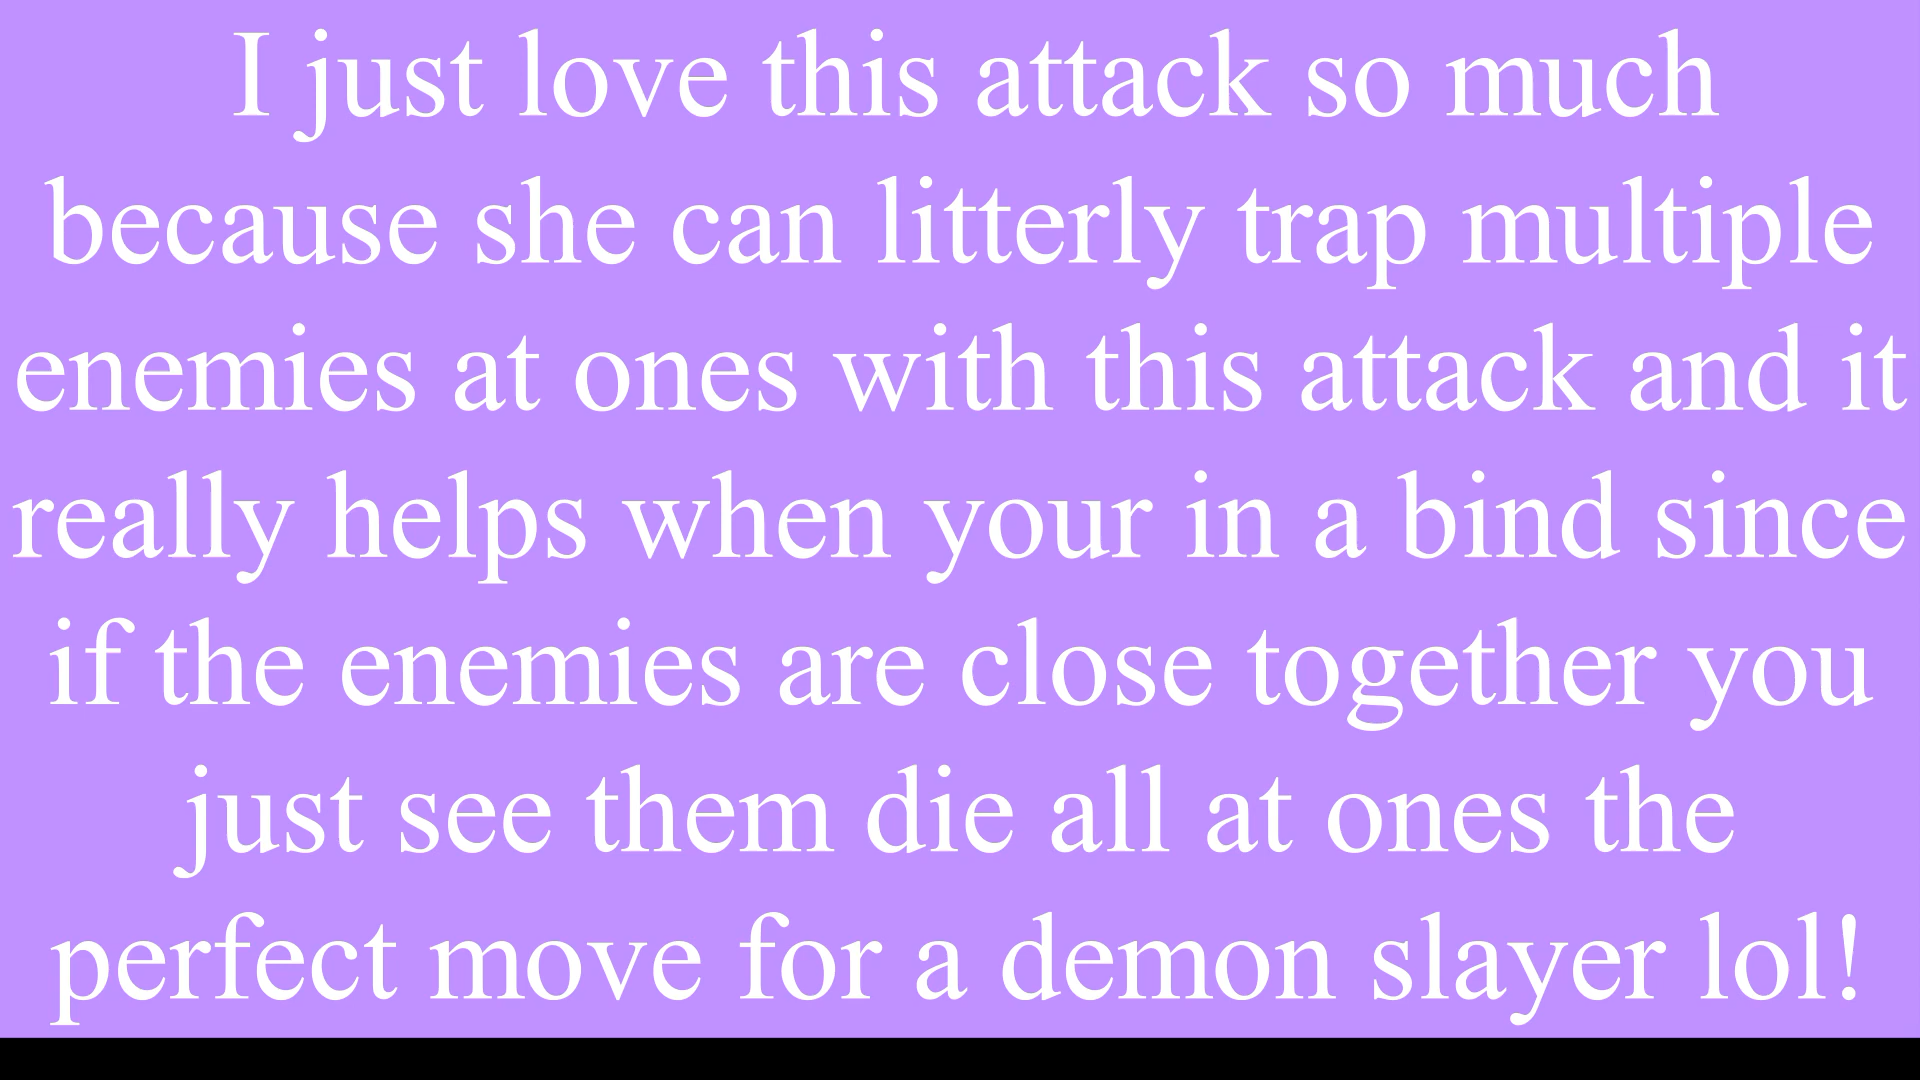 I just love this attack so much
because she can litterly trap multiple
enemies at ones with this attack and it
really helps when your in a bind since
if the enemies are close together you
just see them die all at ones the
perfect move for a demon slayer lol!